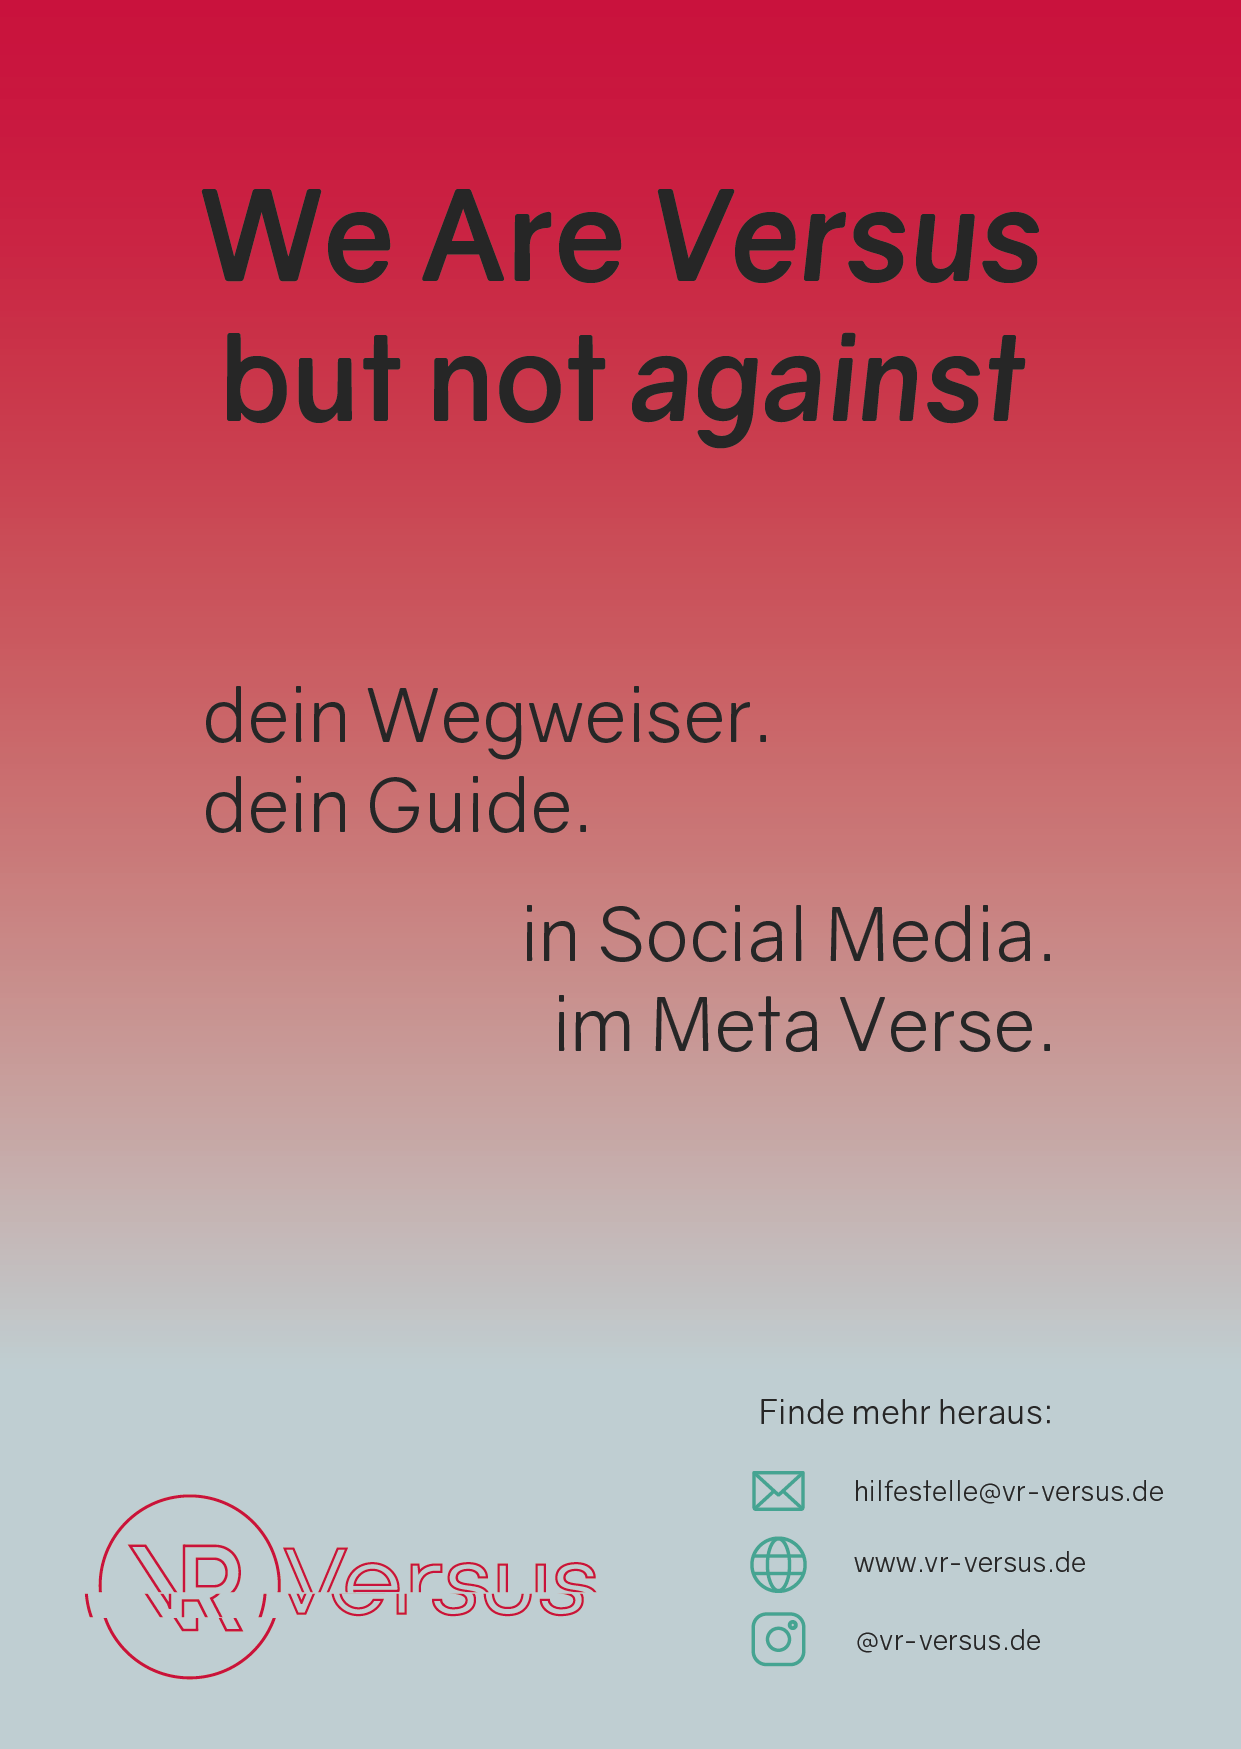 We Are Versus
but not against
dein Wegweiser.
dein Guide.
in Social Media.
im Meta Verse.
Finde mehr heraus:
hilfestelle@vr-versus.de
www.vr-versus.de
@vr-versus.de
VR Versus